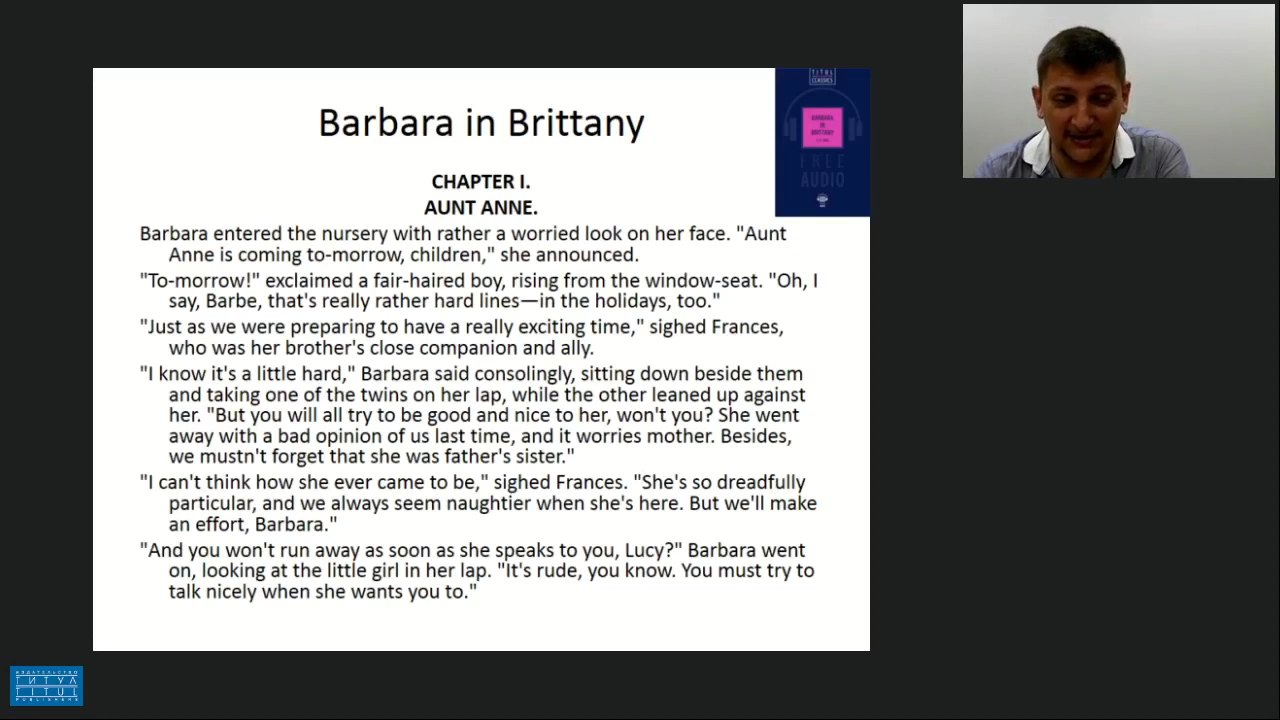 Barbara in Brittany
TITUL
CLASSICS
BARBARA
IN
BRITTANY
FREE
AUDIO
CHAPTER I.
AUNT ANNE.
Barbara entered the nursery with rather a worried look on her face. "Aunt
Anne is coming to-morrow, children," she announced.
"To-morrow!" exclaimed a fair-haired boy, rising from the window-seat. "Oh, I
say, Barbe, that's really rather hard lines—in the holidays, too."
"Just as we were preparing to have a really exciting time," sighed Frances,
who was her brother's close companion and ally.
"I know it's a little hard," Barbara said consolingly, sitting down beside them
and taking one of the twins on her lap, while the other leaned up against
her. "But you will all try to be good and nice to her, won't you? She went
away with a bad opinion of us last time, and it worries mother. Besides,
we mustn't forget that she was father's sister."
"I can't think how she ever came to be," sighed Frances. "She's so dreadfully
particular, and we always seem naughtier when she's here. But we'll make
an effort, Barbara."
"And you won't run away as soon as she speaks to you, Lucy?" Barbara went
on, looking at the little girl in her lap. "It's rude, you know. You must try to
talk nicely when she wants you to."
ИЗДАТЕЛЬСТВО
ТИТУЛ
TITUL
PUBLISHERS